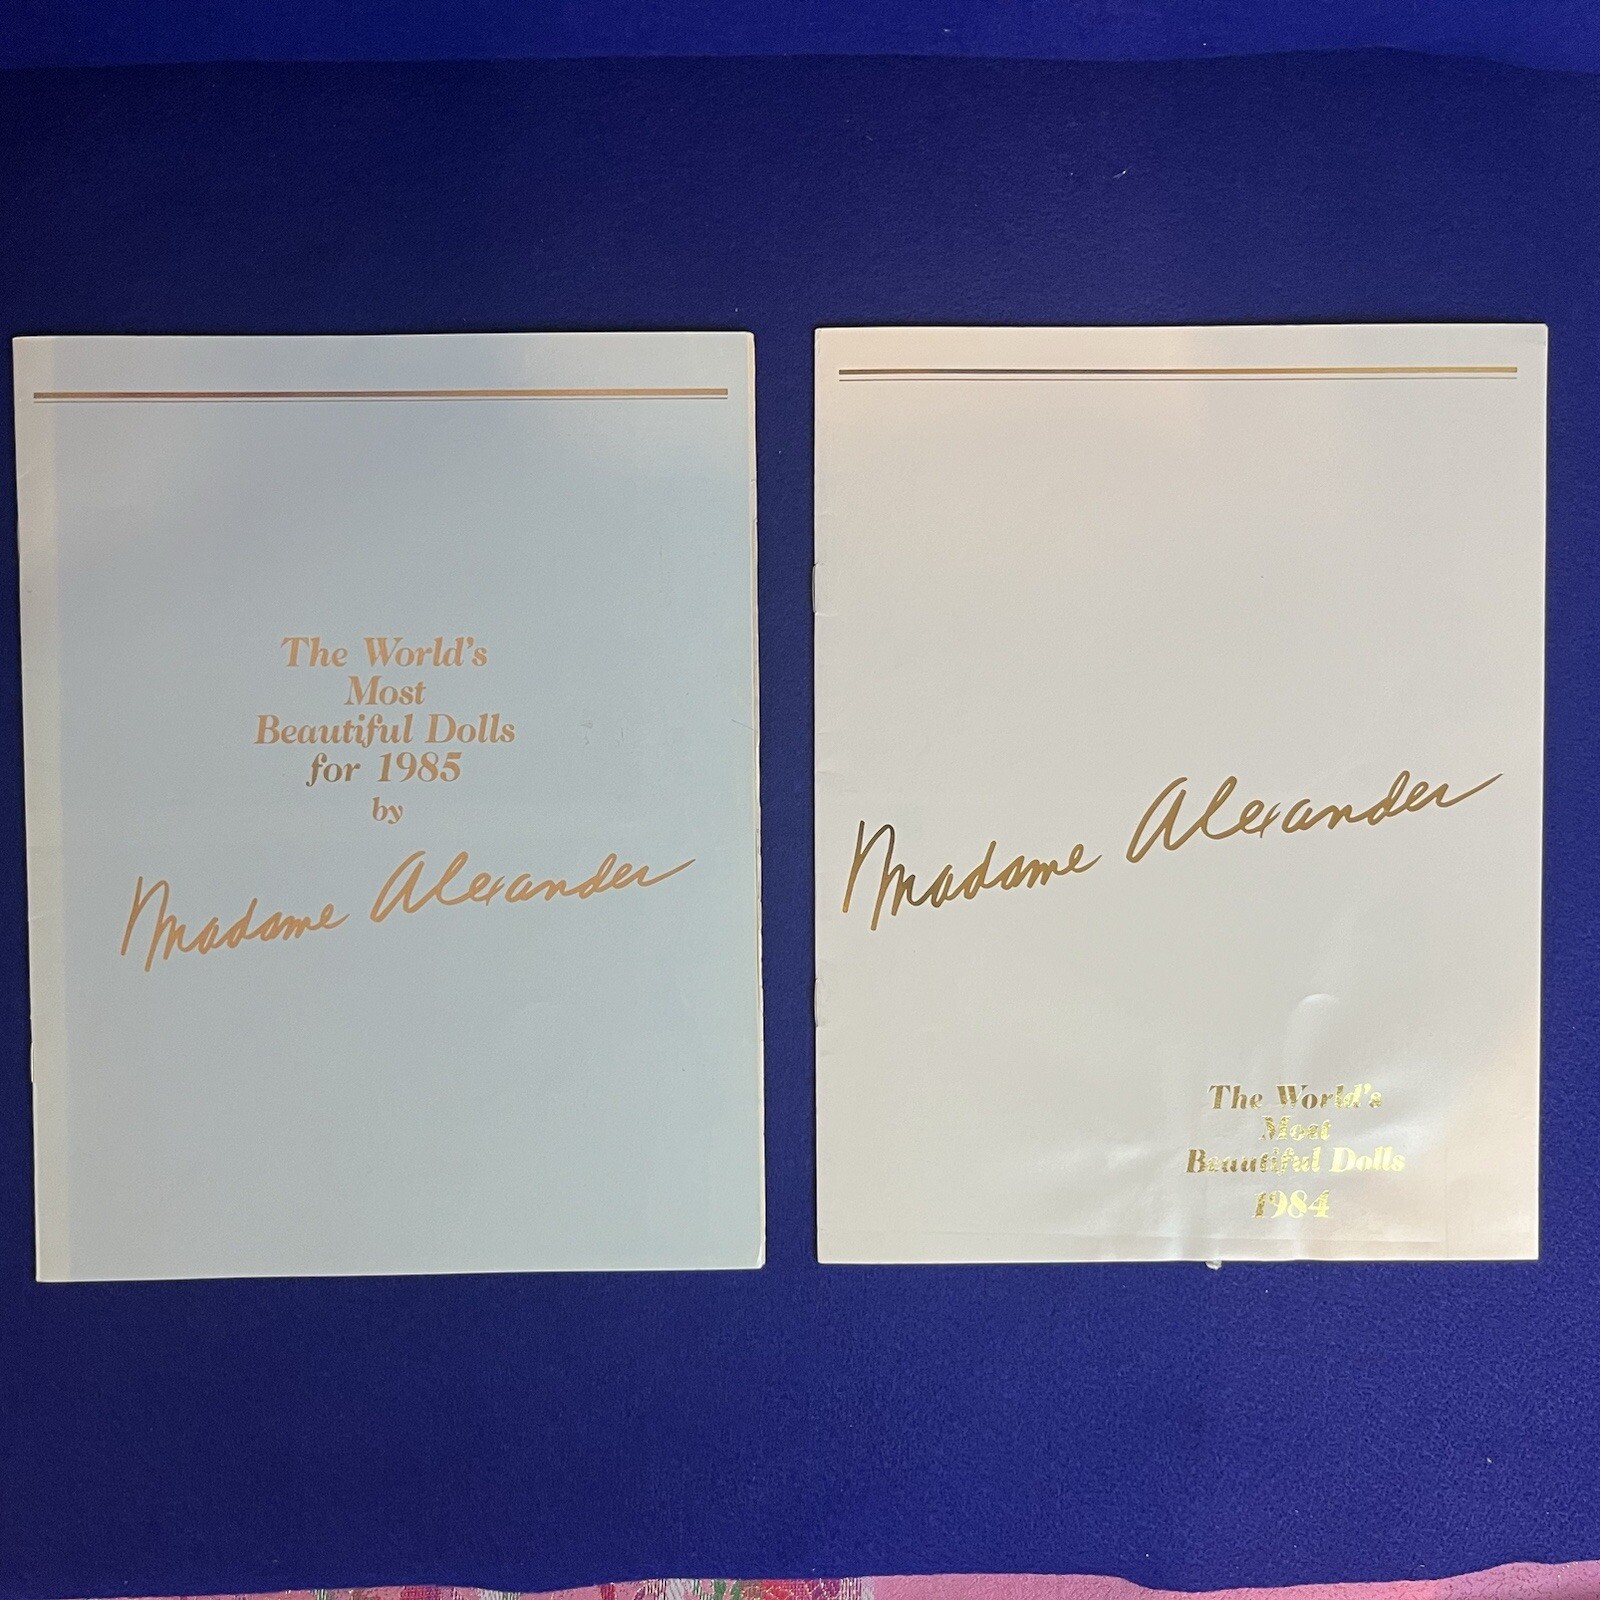 The World's
Most
Beautiful Dolls
for 1985
by
Madame Alexander
Madame Alexander
The World's
Most
Beautiful Dolls
1984